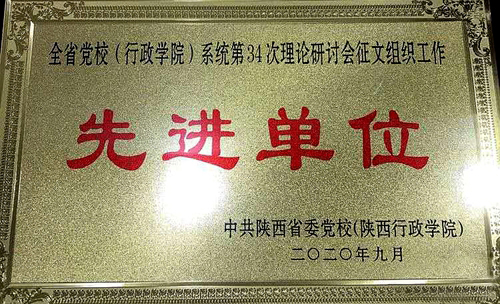 全省党校（行政学院）系统第34次理论研讨会征文组织工作
先进单位
中共陕西省委党校(陕西行政学院)
二〇二〇年九月